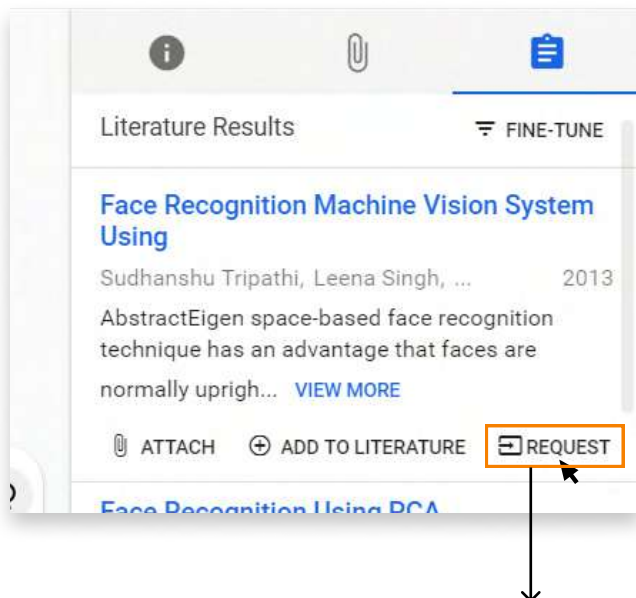 Literature Results
FINE-TUNE
Face Recognition Machine Vision System
Using
Sudhanshu Tripathi, Leena Singh, ... 2013
AbstractEigen space-based face recognition
technique has an advantage that faces are
normally uprigh... VIEW MORE
ATTACH
ADD TO LITERATURE
REQUEST
Face Recognition Using PCA